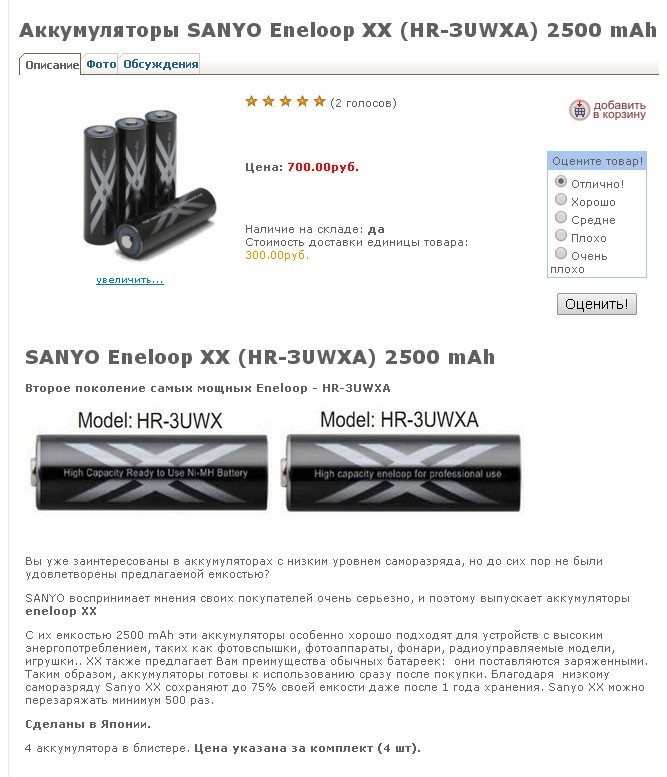 Аккумуляторы SANYO Eneloop XX (HR-3UWXA) 2500 mAh
Описание Фото Обсуждения
(2 голосов)
добавить
в корзину
Цена: 700.00руб.
Наличие на складе: да
Стоимость доставки единицы товара:
300.00руб.
Оцените товар!
Отлично!
Хорошо
Средне
Плохо
Очень
плохо
Оценить!
увеличить...
SANYO Eneloop XX (HR-3UWXA) 2500 mAh
Второе поколение самых мощных Eneloop - HR-3UWXA
Model: HR-3UWX
Model: HR-3UWXA
High Capacity Ready to Use Ni-MH Battery
High capacity eneloop for professional use
Вы уже заинтересованы в аккумуляторах с низким уровнем саморазряда, но до сих пор не были
удовлетворены предлагаемой емкостью?
SANYO воспринимает мнения своих покупателей очень серьезно, и поэтому выпускает аккумуляторы
eneloop XX
С их емкостью 2500 mAh эти аккумуляторы особенно хорошо подходят для устройств с высоким
энергопотреблением, таких как фотовспышки, фотоаппараты, фонари, радиоуправляемые модели,
игрушки.. XX также предлагает Вам преимущества обычных батареек: они поставляются заряженными.
Таким образом, аккумуляторы готовы к использованию сразу после покупки. Благодаря низкому
саморазряду Sanyo XX сохраняют до 75% своей емкости даже после 1 года хранения. Sanyo XX можно
перезаряжать минимум 500 раз.
Сделаны в Японии.
4 аккумулятора в блистере. Цена указана за комплект (4 шт).